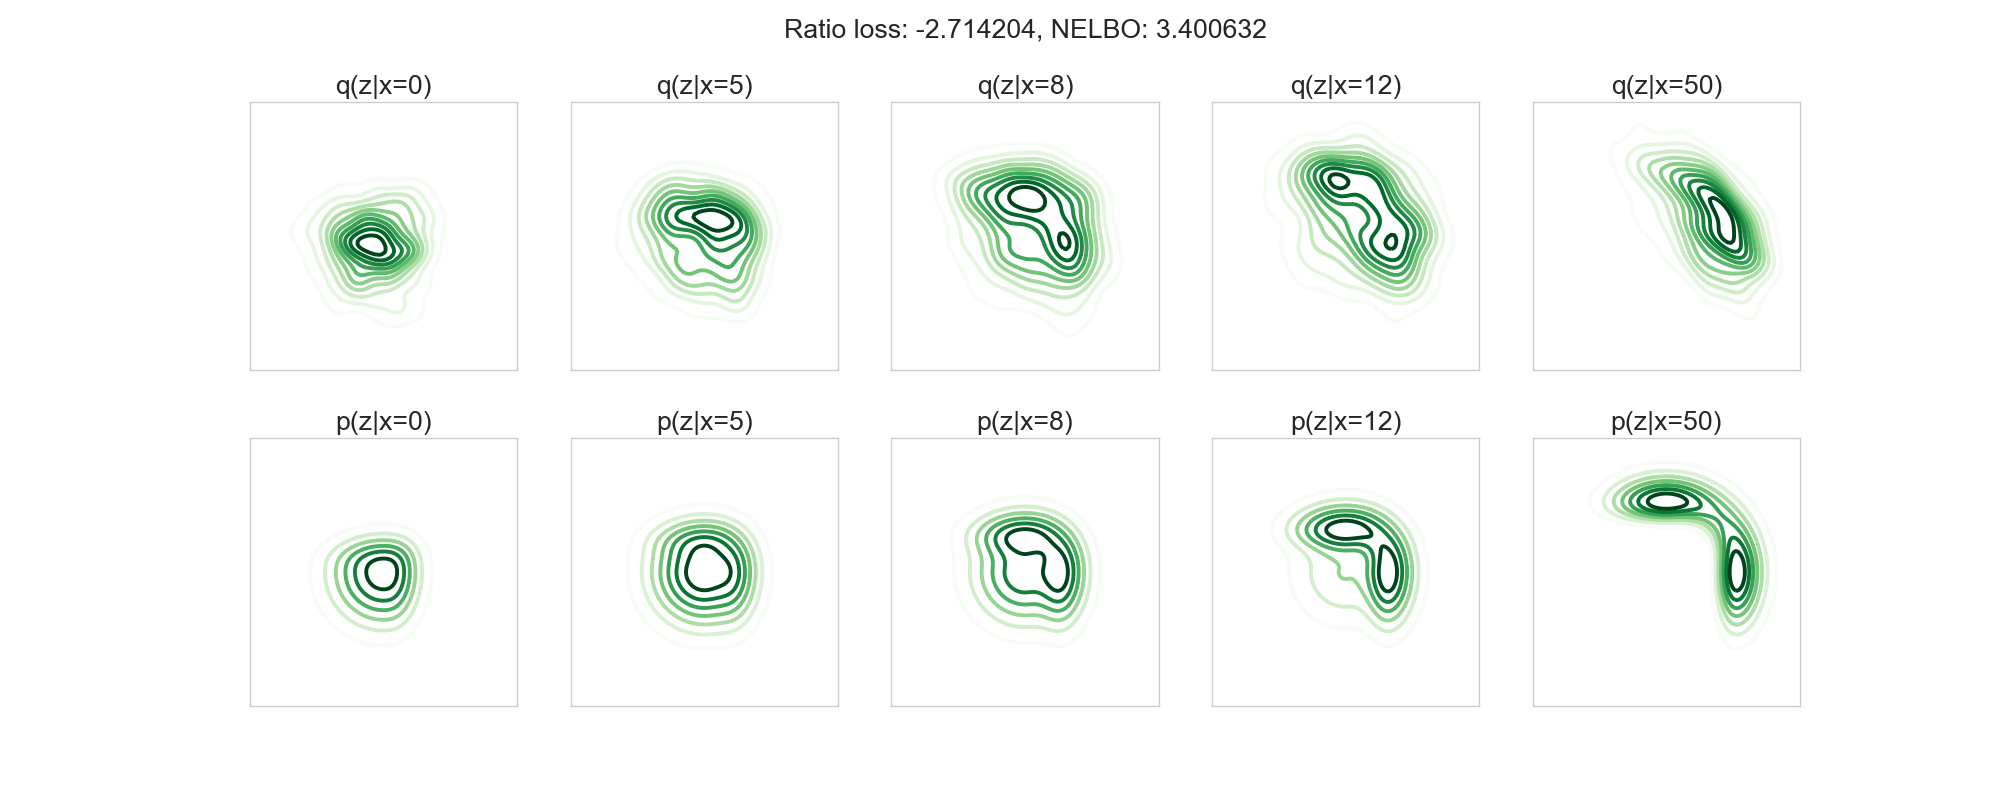 Ratio loss: -2.714204, NELBO: 3.400632
q(z|x=0) q(z|x=5) q(z|x=8) q(z|x=12) q(z|x=50)
p(z|x=0) p(z|x=5) p(z|x=8) p(z|x=12) p(z|x=50)